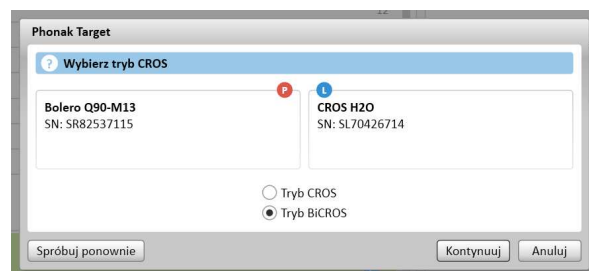 12
Phonak Target
? Wybierz tryb CROS
P
L
Bolero Q90-M13
SN: SR82537115
CROS H2O
SN: SL70426714
Tryb CROS
Tryb BiCROS
Spróbuj ponownie
Kontynuuj
Anuluj